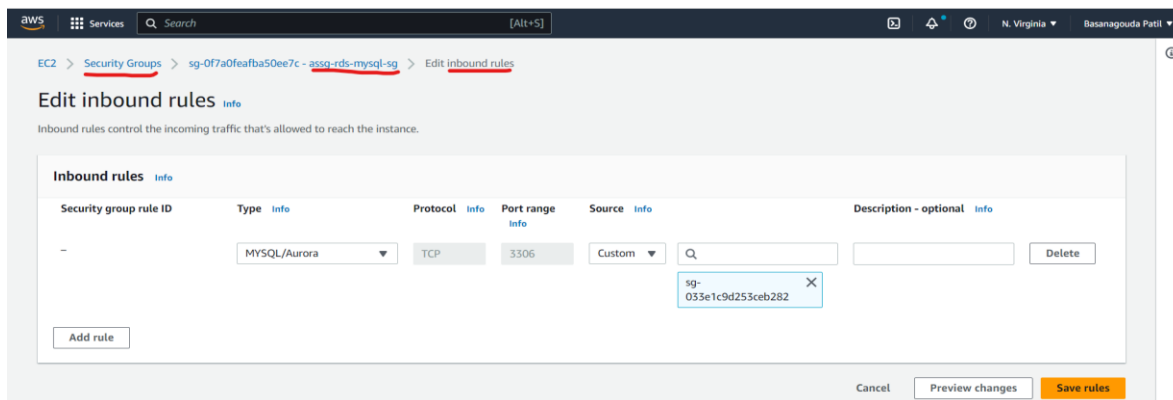 aws Services Search [Alt+S] N. Virginia Basanagouda Patil
EC2 > Security Groups > sg-0f7a0feafba50ee7c - assg-rds-mysql-sg > Edit inbound rules
Edit inbound rules Info
Inbound rules control the incoming traffic that's allowed to reach the instance.
Inbound rules Info
Security group rule ID Type Info Protocol Info Port range Source Info Description - optional Info
Info
– MYSQL/Aurora TCP 3306 Custom Delete
sg-
033e1c9d253ceb282
Add rule
Cancel Preview changes Save rules